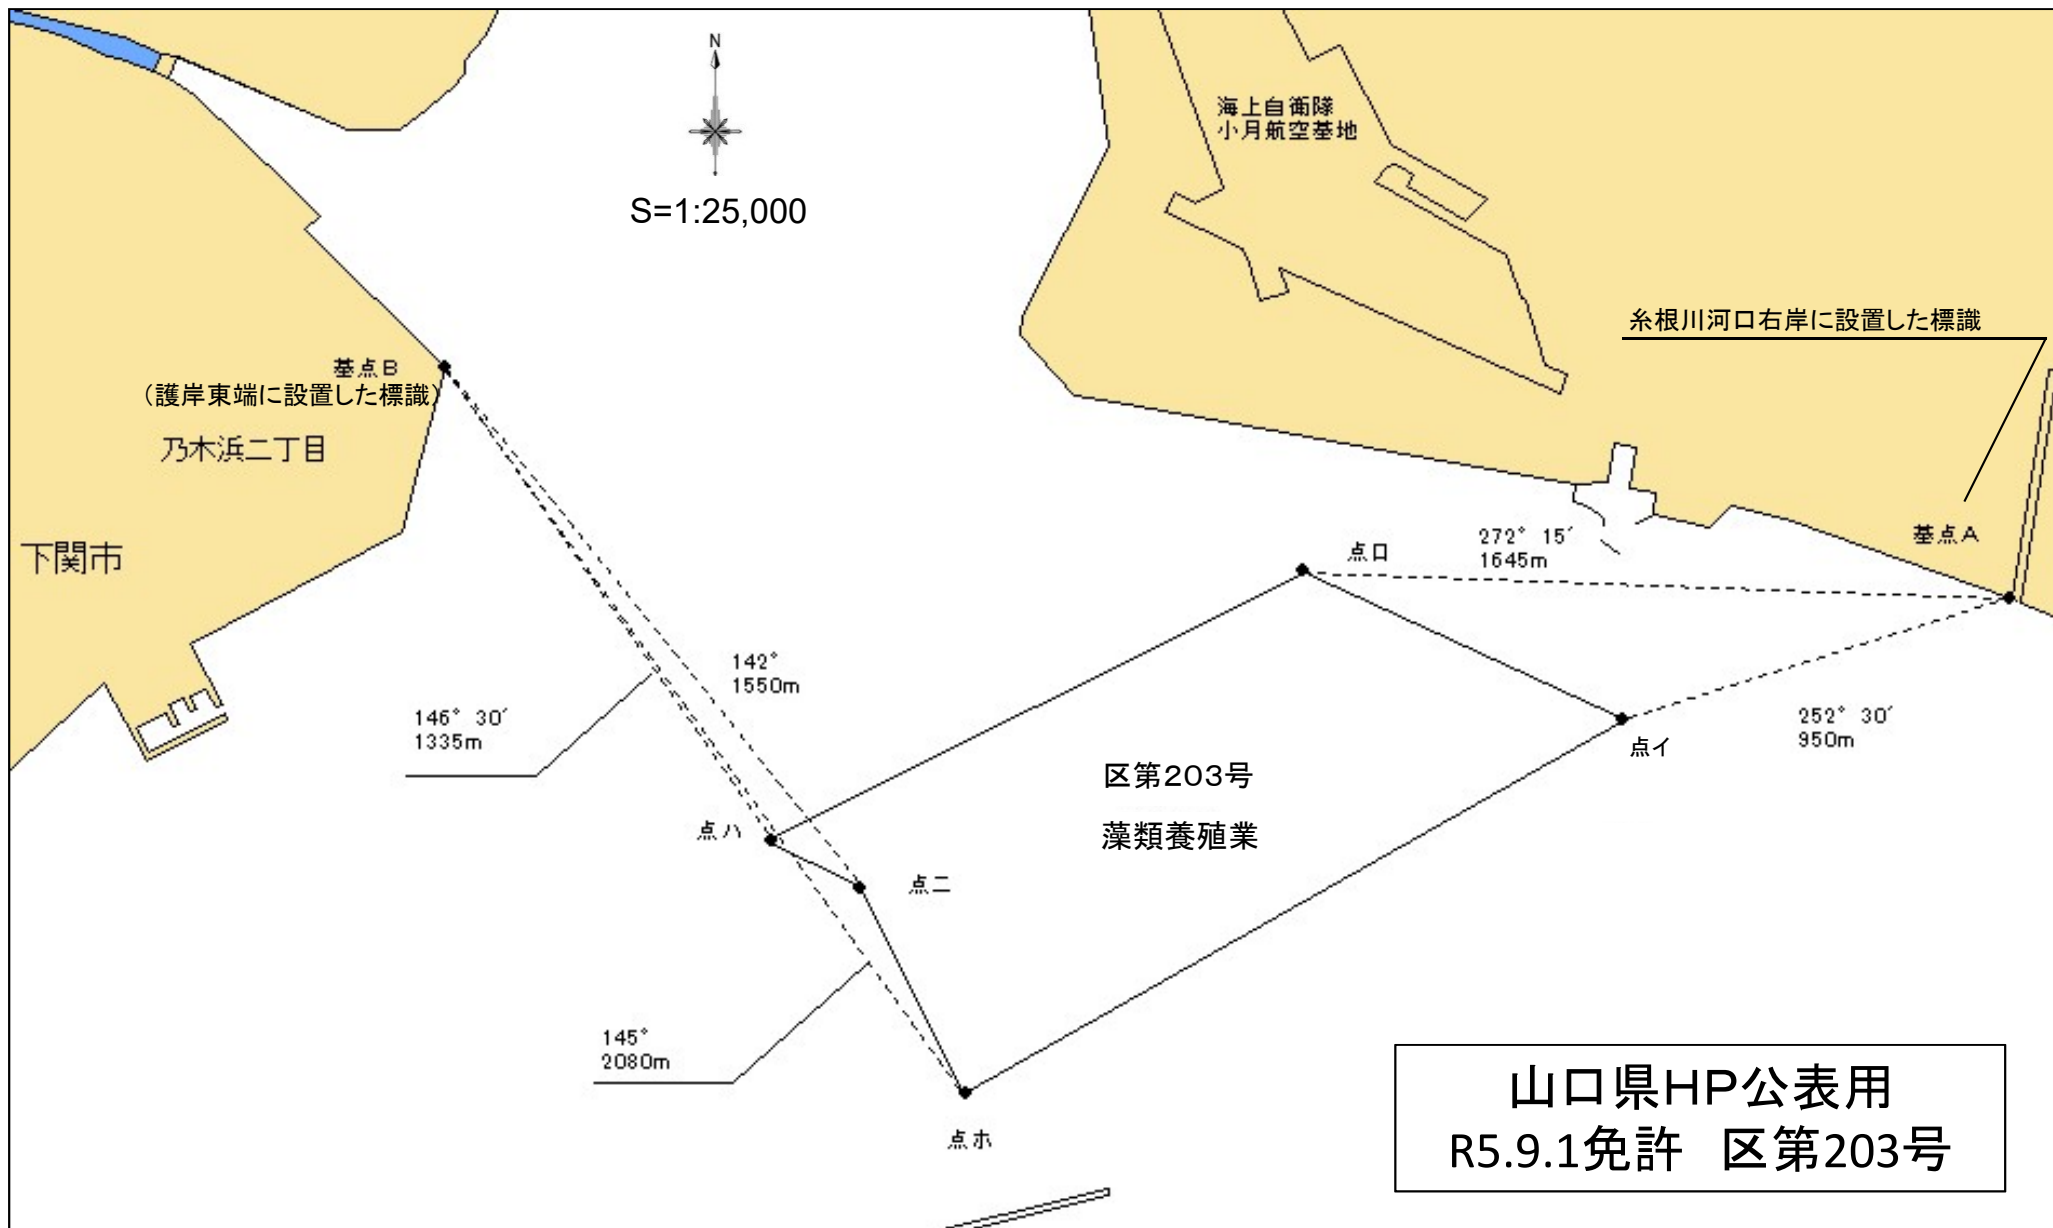 N
S=1:25,000
海上自衛隊
小月航空基地
糸根川河口右岸に設置した標識
基点B
（護岸東端に設置した標識）
乃木浜二丁目
下関市
基点A
点ロ
272° 15′
1645m
142°
1550m
146° 30′
1335m
252° 30′
950m
点イ
区第203号
藻類養殖業
点ハ
点ニ
145°
2080m
点ホ
山口県HP公表用
R5.9.1免許　区第203号